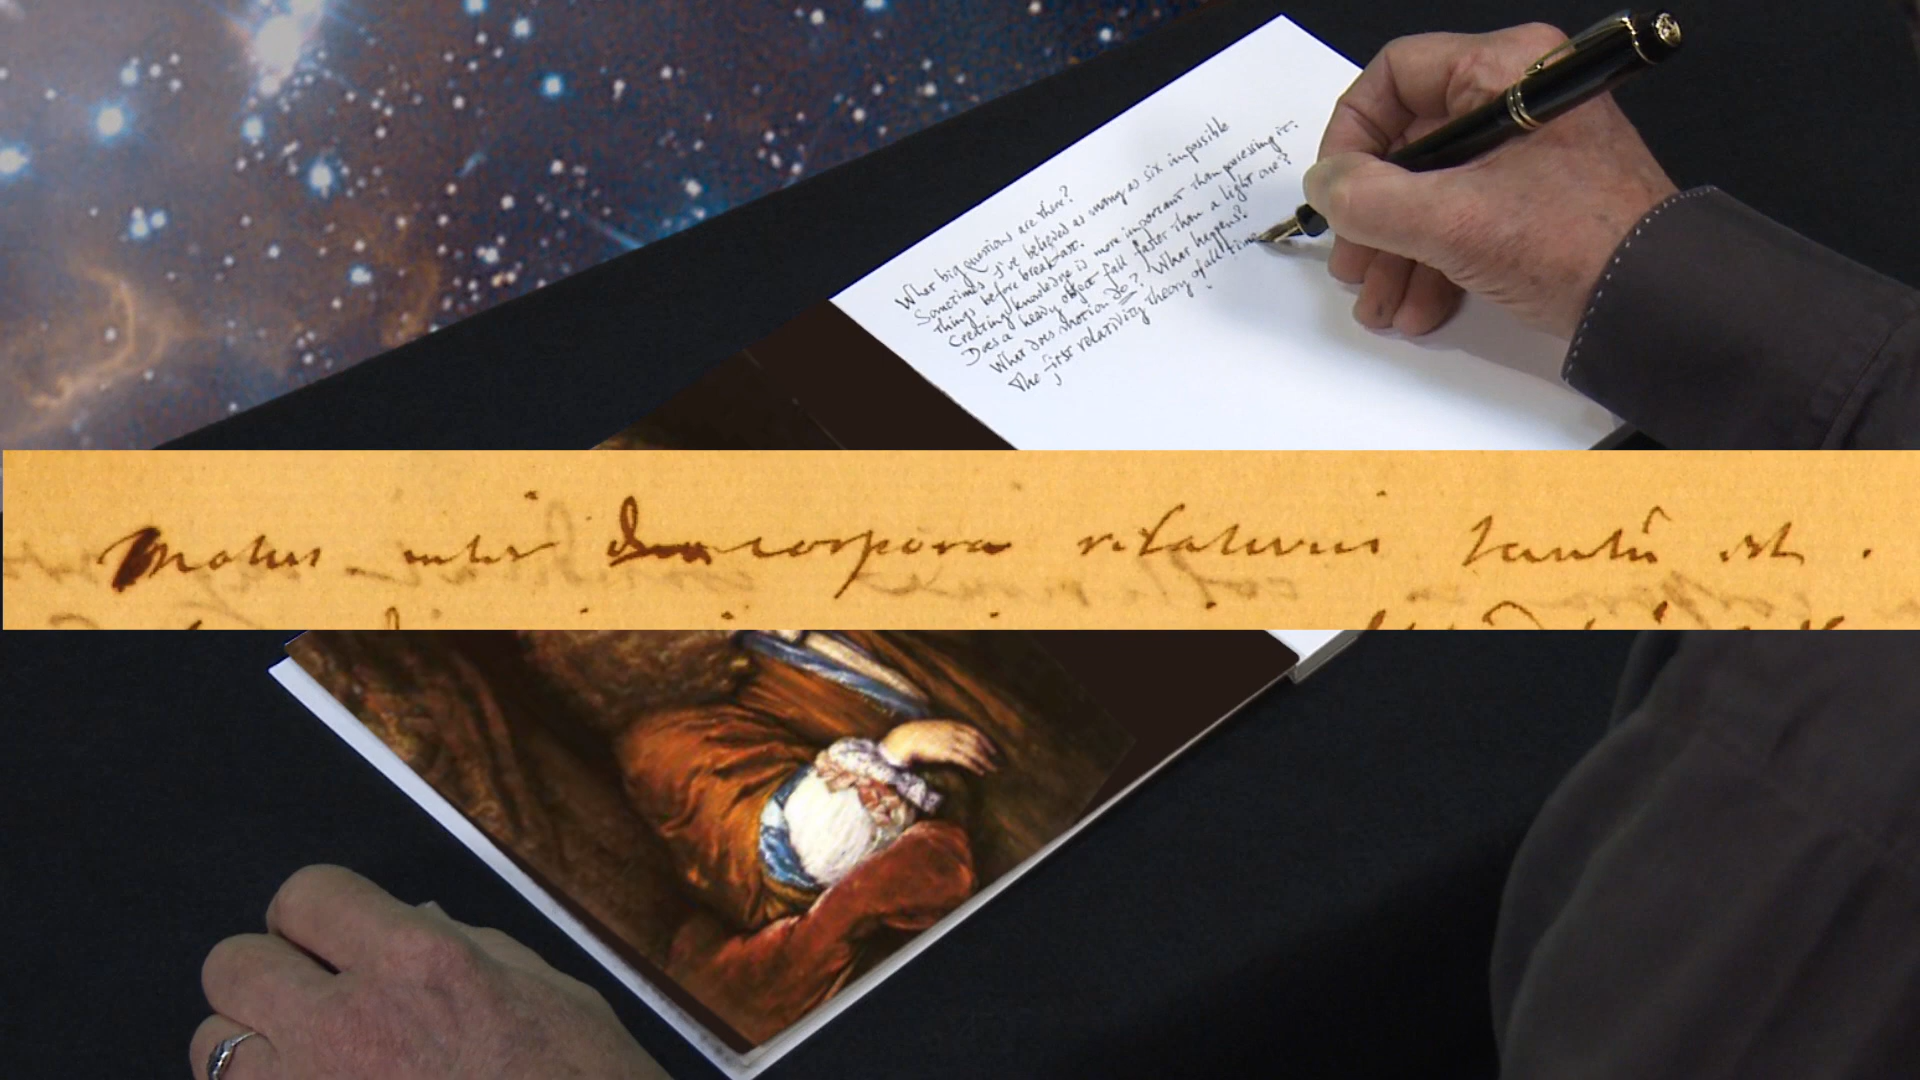 What big questions are there?
Sometimes I've believed as many as six impossible
things before breakfast.
Creating knowledge is more important than possessing it.
Does a heavy object fall faster than a light one?
What does motion do? What happens?
The first relativity theory of all time
Motus inter duo corpora relativus tantū est .